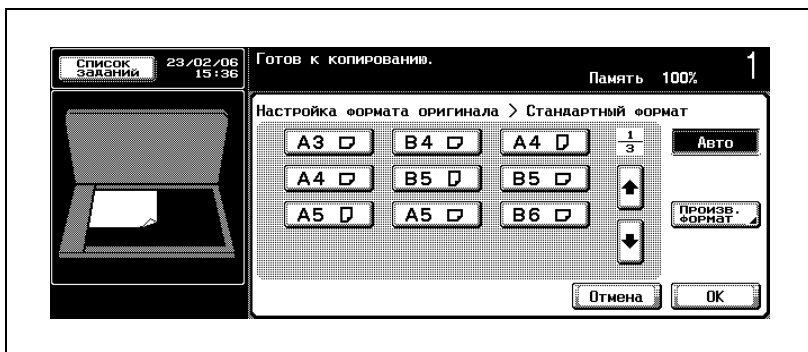 Список заданий
23/02/06
15:36
Готов к копированию.
Память 100%
1
Настройка формата оригинала > Стандартный формат
A3 B4 A4
1/3
Авто
A4 B5 B5
A5 A5 B6
Произв. формат
Отмена OK